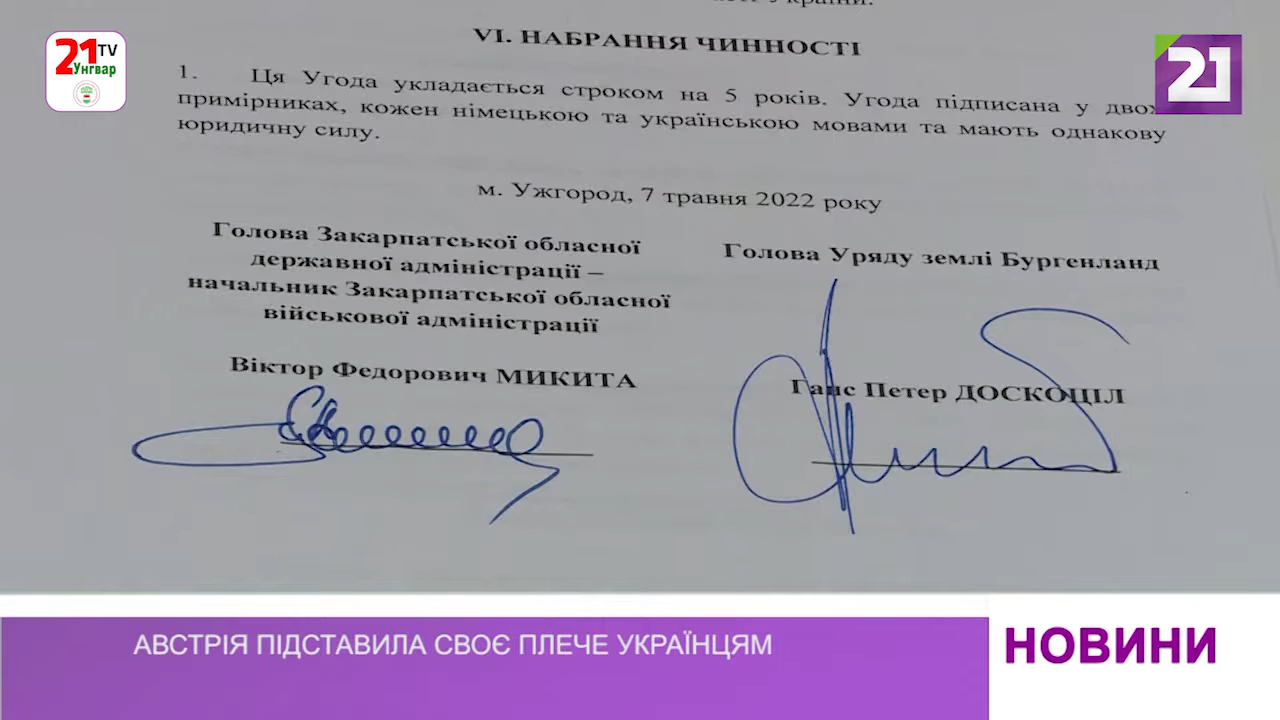 України.
VI. НАБРАННЯ ЧИННОСТІ
21 TV
Унгвар
21
1. Ця Угода укладається строком на 5 років. Угода підписана у двох
примірниках, кожен німецькою та українською мовами та мають однакову
юридичну силу.
м. Ужгород, 7 травня 2022 року
Голова Закарпатської обласної
державної адміністрації –
начальник Закарпатської обласної
військової адміністрації
Голова Уряду землі Бургенланд
Віктор Федорович МИКИТА
Ганс Петер ДОСКОЦІЛ
АВСТРІЯ ПІДСТАВИЛА СВОЄ ПЛЕЧЕ УКРАЇНЦЯМ
НОВИНИ